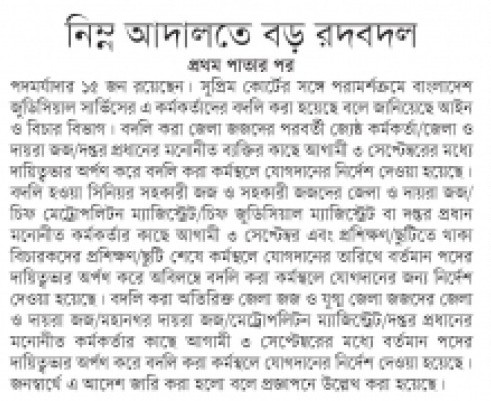 নিম্ন আদালতে বড় রদবদল
প্রথম পাতার পর
পদমর্যাদার ১৫ জন রয়েছেন। সুপ্রিম কোর্টের সঙ্গে পরামর্শক্রমে বাংলাদেশ
জুডিসিয়াল সার্ভিসের এ কর্মকর্তাদের বদলি করা হয়েছে বলে জানিয়েছে আইন
ও বিচার বিভাগ। বদলি করা জেলা জজদের পরবর্তী জ্যেষ্ঠ কর্মকর্তা/জেলা ও
দায়রা জজ/দপ্তর প্রধানের মনোনীত ব্যক্তির কাছে আগামী ৩ সেপ্টেম্বরের মধ্যে
দায়িত্বভার অর্পণ করে বদলি করা কর্মস্থলে যোগদানের নির্দেশ দেওয়া হয়েছে।
বদলি হওয়া সিনিয়র সহকারী জজ ও সহকারী জজদের জেলা ও দায়রা জজ/
চিফ মেট্রোপলিটন ম্যাজিস্ট্রেট/চিফ জুডিসিয়াল ম্যাজিস্ট্রেট বা দপ্তর প্রধান
মনোনীত কর্মকর্তার কাছে আগামী ৩ সেপ্টেম্বর এবং প্রশিক্ষণ/ছুটিতে থাকা
বিচারকদের প্রশিক্ষণ/ছুটি শেষে কর্মস্থলে যোগদানের তারিখে বর্তমান পদের
দায়িত্বভার অর্পণ করে অবিলম্বে বদলি করা কর্মস্থলে যোগদানের জন্য নির্দেশ
দেওয়া হয়েছে। বদলি করা অতিরিক্ত জেলা জজ ও যুগ্ম জেলা জজদের জেলা
ও দায়রা জজ/মহানগর দায়রা জজ/মেট্রোপলিটন ম্যাজিস্ট্রেট/দপ্তর প্রধানের
মনোনীত কর্মকর্তার কাছে আগামী ৩ সেপ্টেম্বরের মধ্যে বর্তমান পদের
দায়িত্বভার অর্পণ করে বদলি করা কর্মস্থলে যোগদানের নির্দেশ দেওয়া হয়েছে।
জনস্বার্থে এ আদেশ জারি করা হলো বলে প্রজ্ঞাপনে উল্লেখ করা হয়েছে।